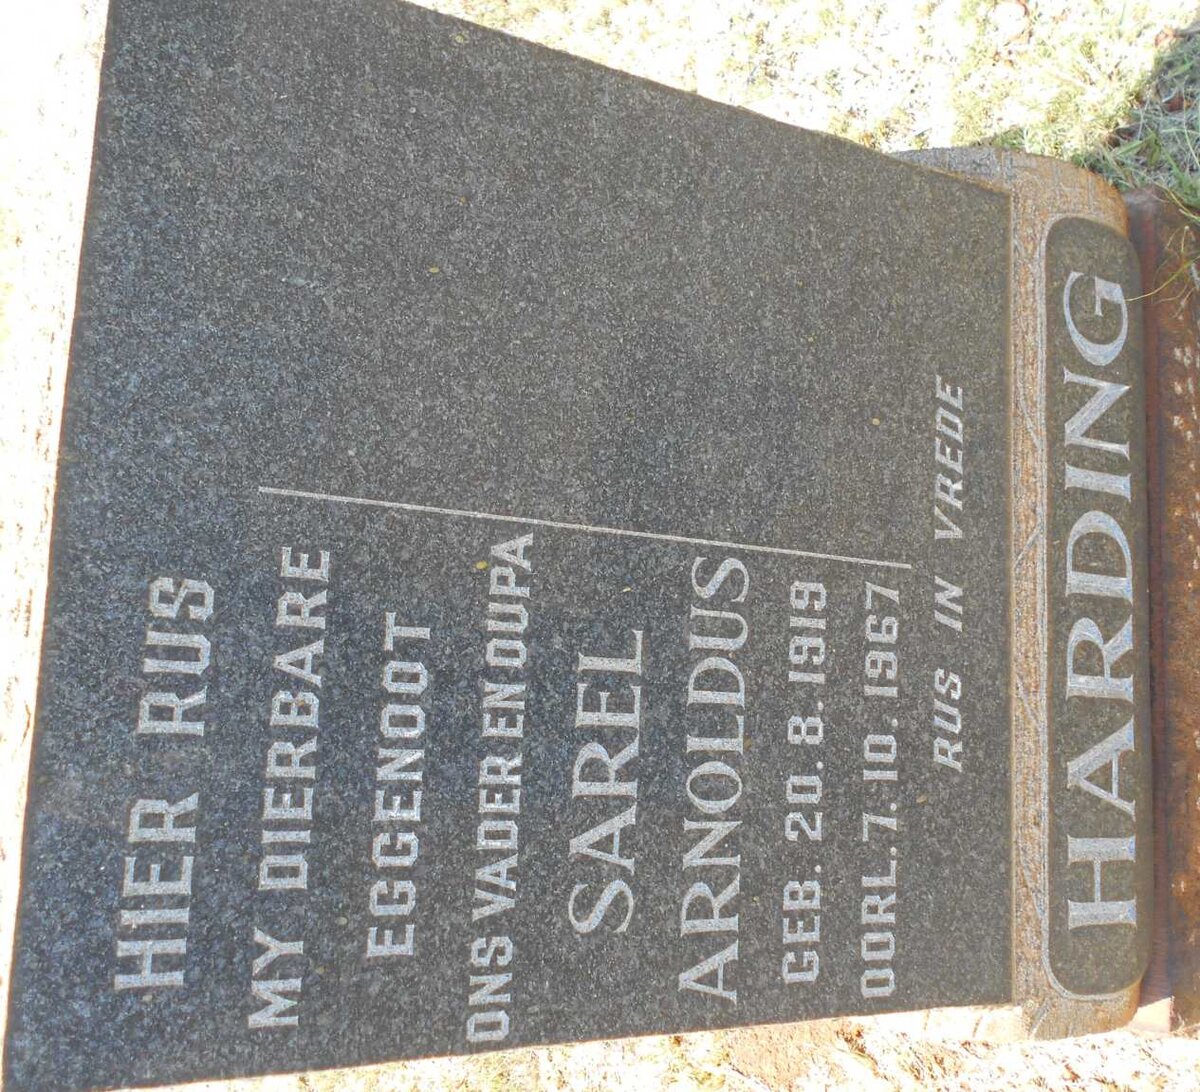 HIER RUS
MY DIERBARE
EGGENOOT
ONS VADER EN OUPA
SAREL
ARNOLDUS
GEB. 20. 8. 1919
OORL. 7. 10. 1967
RUS IN VREDE
HARDING